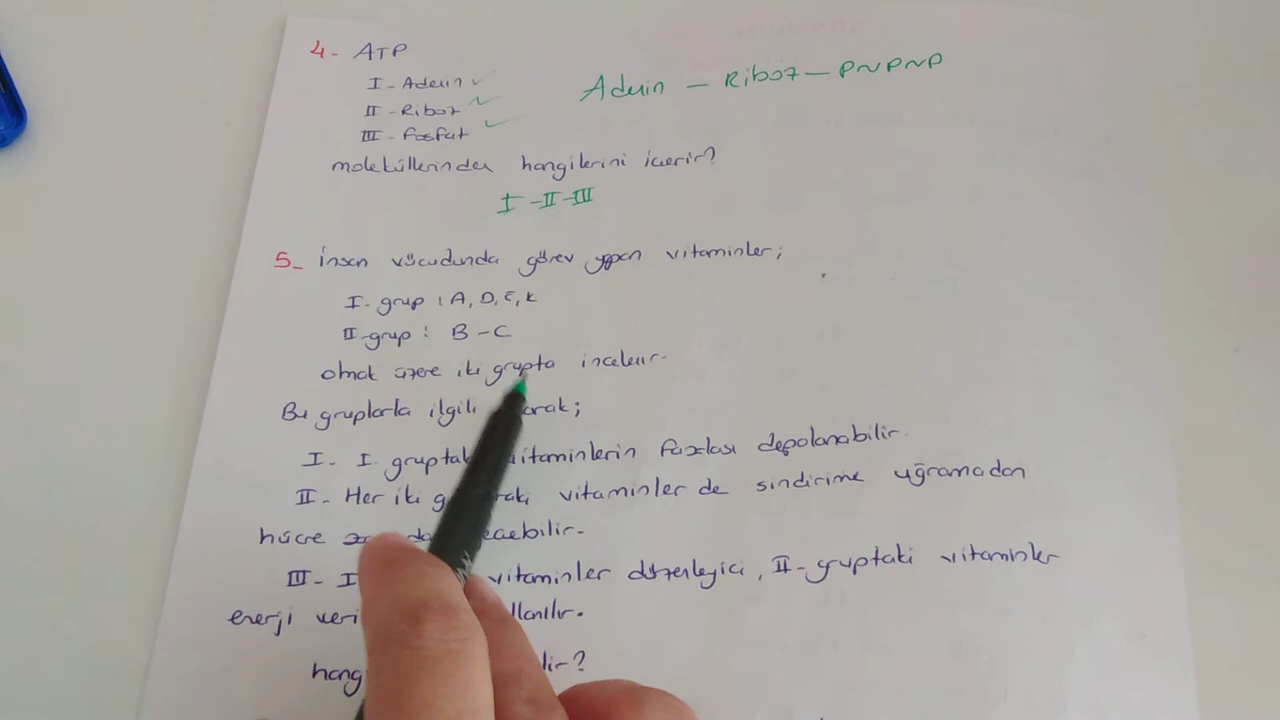 4- ATP
I- Adenin ✓
II- Riboz ✓
III- Fosfat ✓
Adenin - Riboz - P~P~P
moleküllerinden hangilerini içerir?
I-II-III
5- İnsan vücudunda görev yapan vitaminler;
I- grup : A, D, E, K
II-grup : B-C
olmak üzere iki grupta incelenir.
Bu gruplarla ilgili
I- I. gruptaki vitaminlerin fazlası depolanabilir.
II- Her iki vitaminler de sindirime uğramadan
hücre
III- vitaminler düzenleyici, II-gruptaki vitaminler
enerji
?